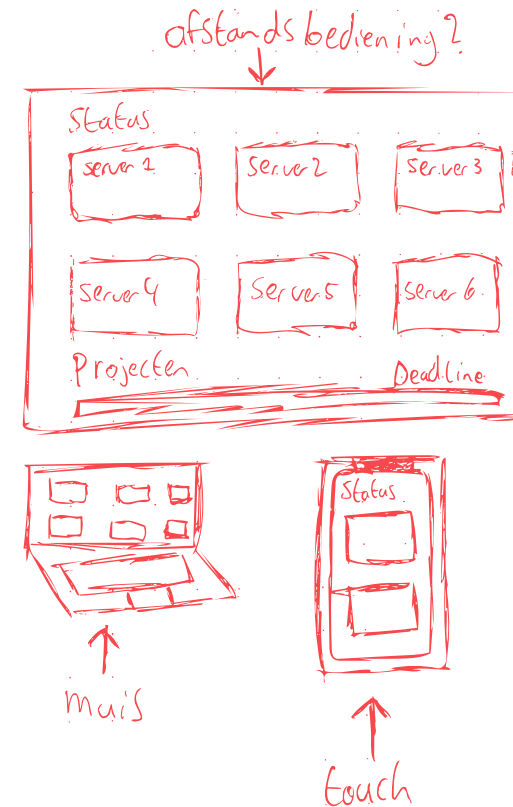 afstandsbediening?
Status
server 1 server 2 server 3
server 4 server 5 server 6
Projecten Deadline
Status
muis
touch